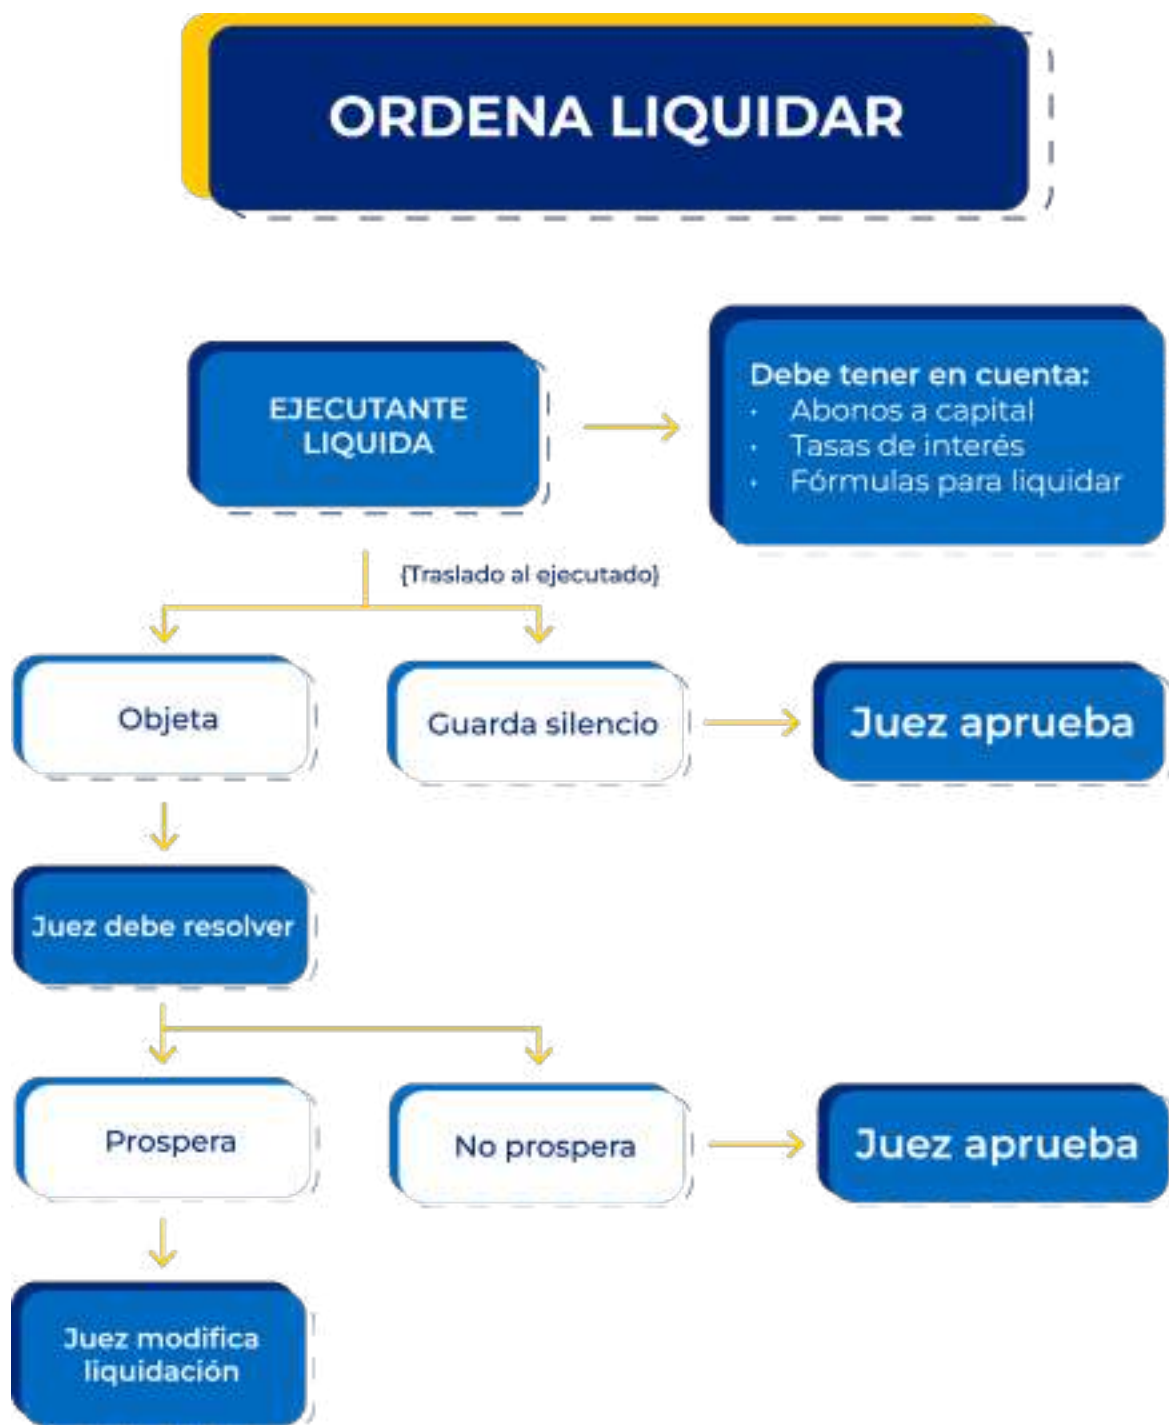 ORDENA LIQUIDAR
EJECUTANTE
LIQUIDA
Debe tener en cuenta:
· Abonos a capital
· Tasas de interés
· Fórmulas para liquidar
{Traslado al ejecutado}
Objeta
Guarda silencio
Juez aprueba
Juez debe resolver
Prospera
No prospera
Juez aprueba
Juez modifica
liquidación